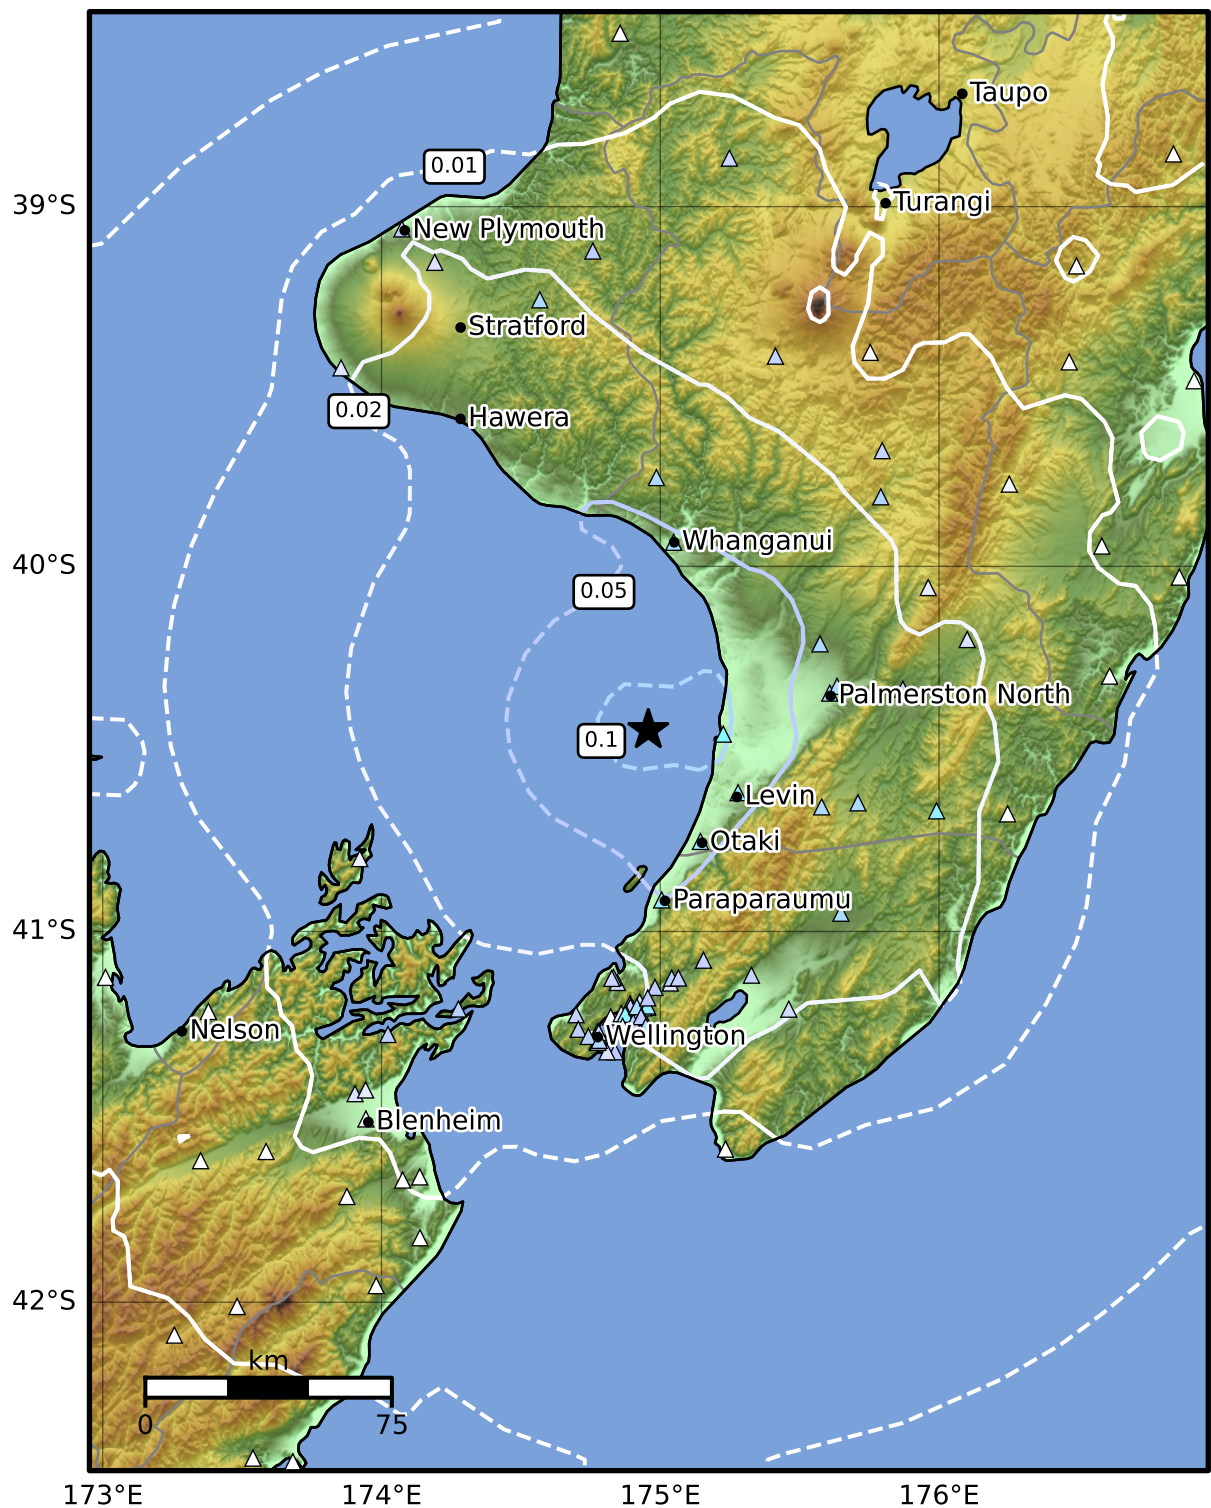 Taupo
0.01
39°S
Turangi
New Plymouth
Stratford
0.02
Hawera
Whanganui
40°S
0.05
Palmerston North
0.1
Levin
Otaki
Paraparaumu
41°S
Nelson
Wellington
Blenheim
42°S
km
0 75
173°E 174°E 175°E 176°E